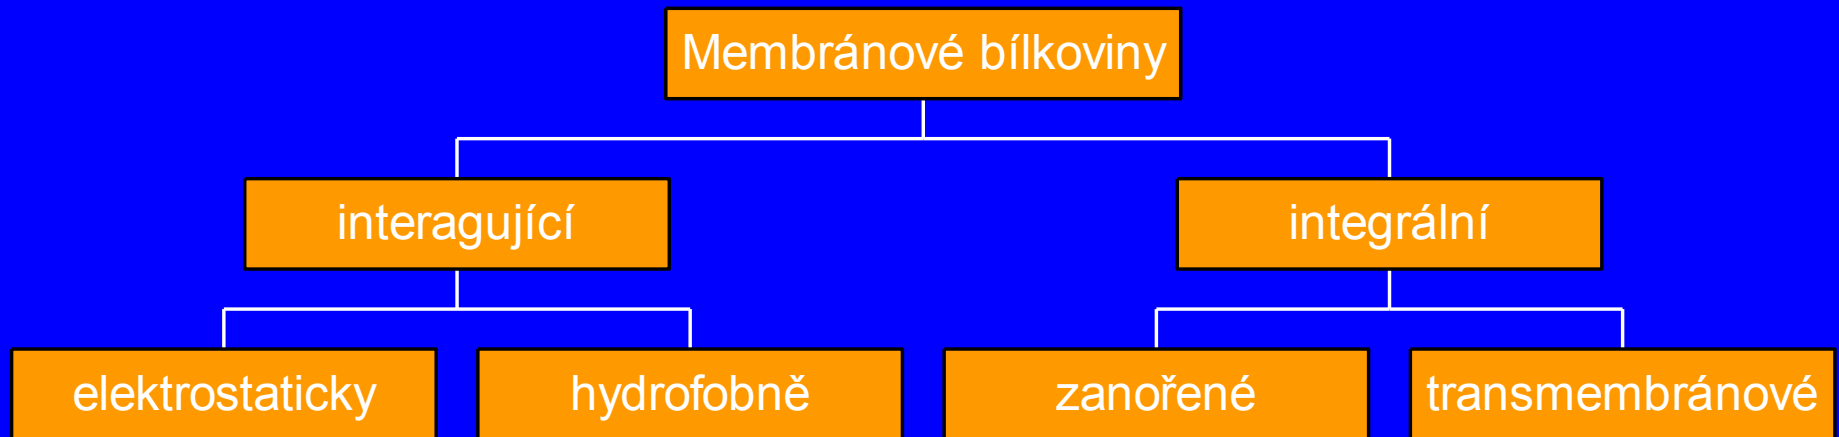 Membránové bílkoviny
interagující
integrální
elektrostaticky
hydrofobně
zanořené
transmembránové